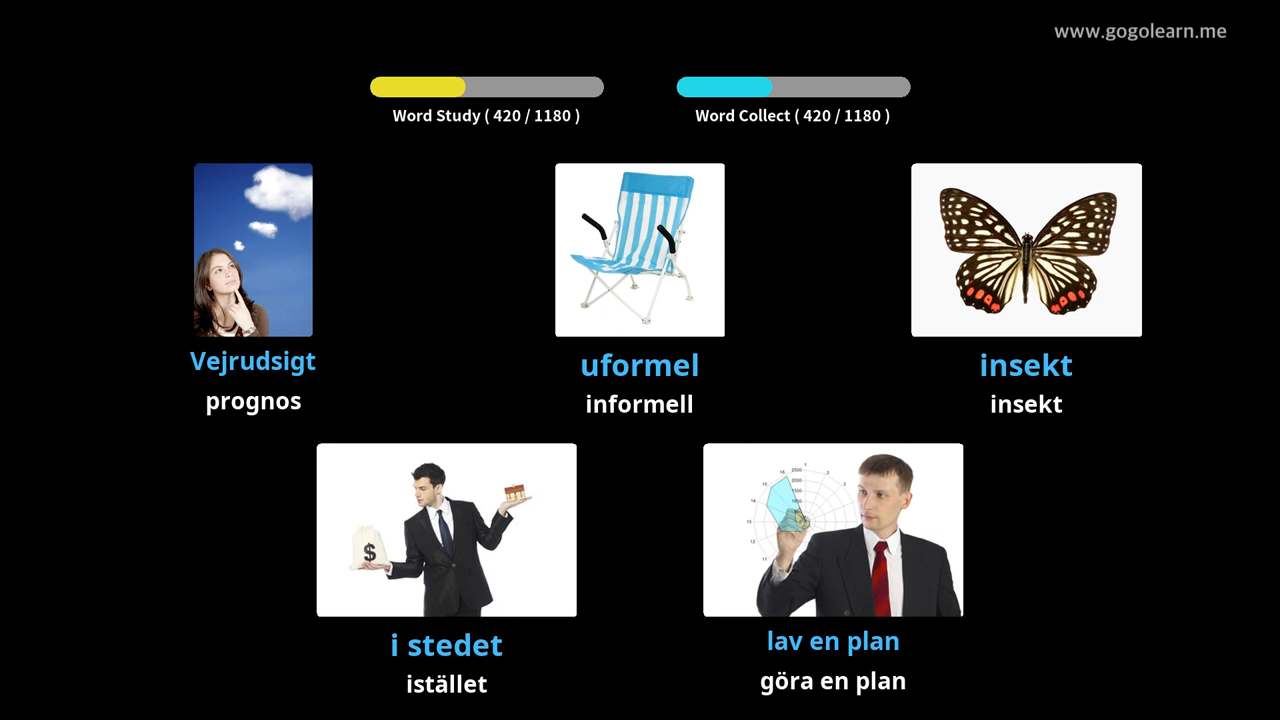 www.gogolearn.me
Word Study ( 420 / 1180 )
Word Collect ( 420 / 1180 )
Vejrudsigt
prognos
uformel
informell
insekt
insekt
$
i stedet
istället
lav en plan
göra en plan